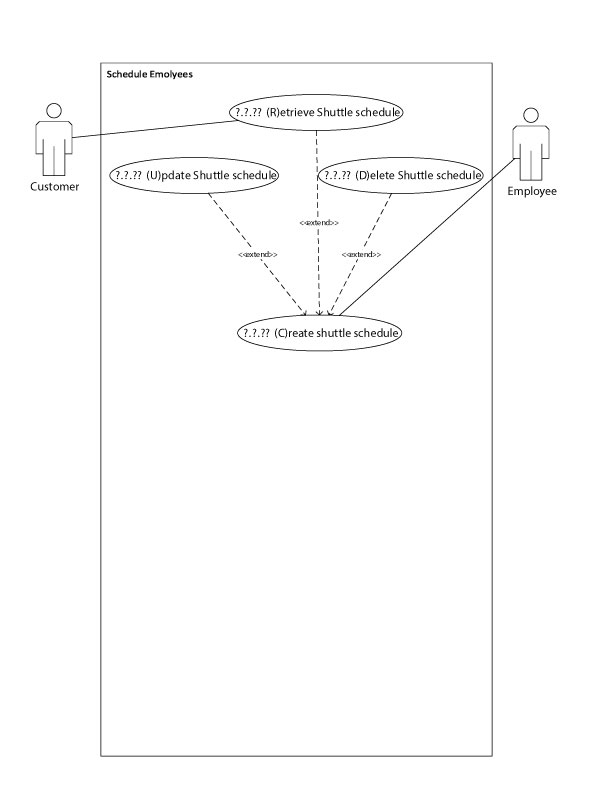 Schedule Emolyees
?.?.?? (R)etrieve Shuttle schedule
Customer
?.?.?? (U)pdate Shuttle schedule
?.?.?? (D)elete Shuttle schedule
Employee
<<extend>>
<<extend>>
<<extend>>
?.?.?? (C)reate shuttle schedule